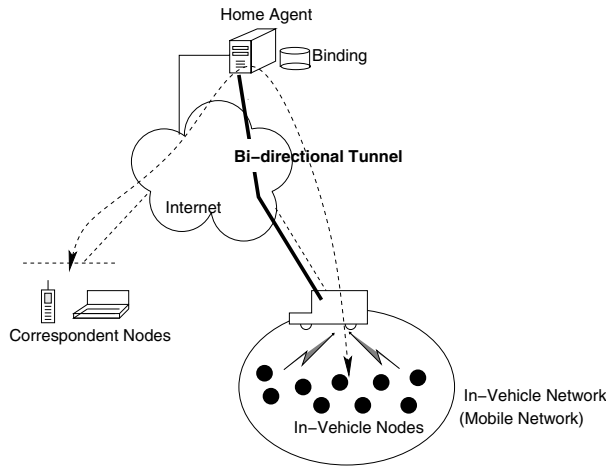 Home Agent
Binding
Bi−directional Tunnel
Internet
Correspondent Nodes
In−Vehicle Network
(Mobile Network)
In−Vehicle Nodes